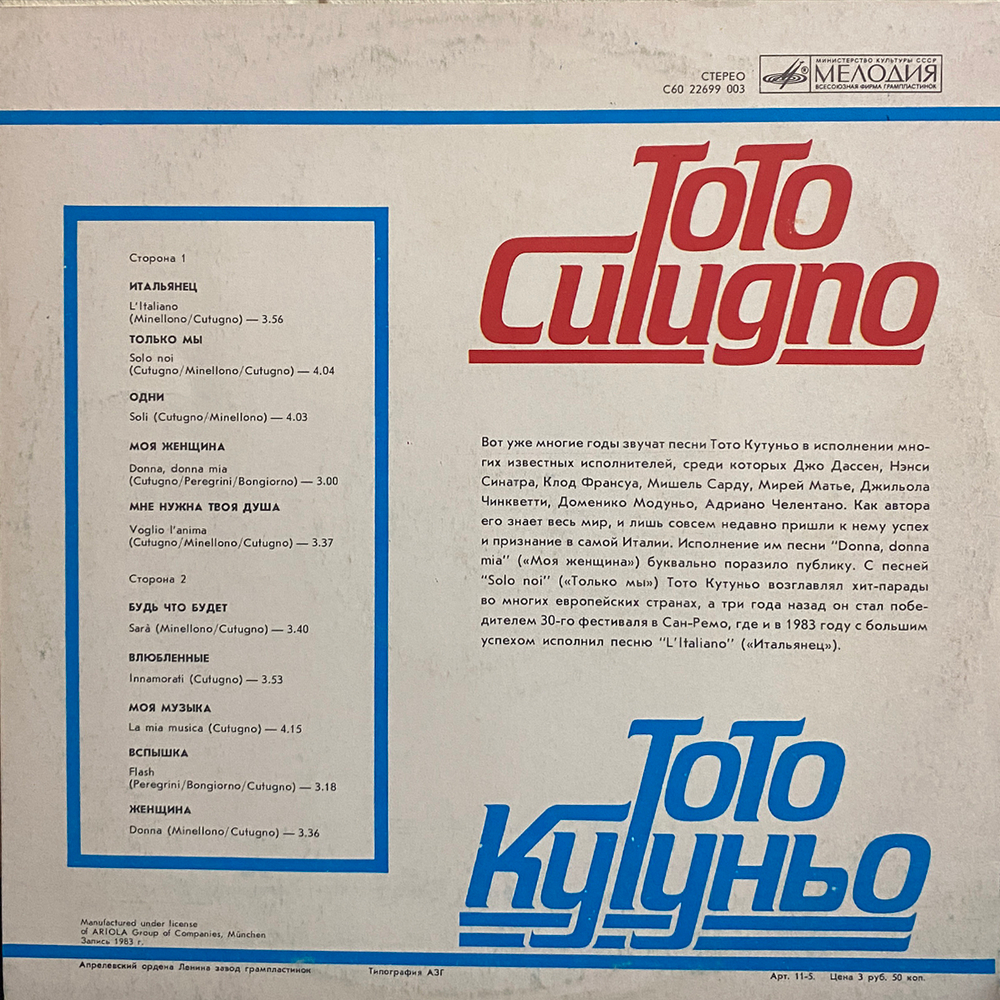 СТЕРЕО
С60 22699 003
МИНИСТЕРСТВО КУЛЬТУРЫ СССР
МЕЛОДИЯ
ВСЕСОЮЗНАЯ ФИРМА ГРАМПЛАСТИНОК
ToTo
Cutugno
Сторона 1
ИТАЛЬЯНЕЦ
L'Italiano
(Minellono/Cutugno) — 3.56
ТОЛЬКО МЫ
Solo noi
(Cutugno/Minellono/Cutugno) — 4.04
ОДНИ
Soli (Cutugno/Minellono) — 4.03
МОЯ ЖЕНЩИНА
Donna, donna mia
(Cutugno/Peregrini/Bongiorno) — 3.00
МНЕ НУЖНА ТВОЯ ДУША
Voglio l'anima
(Cutugno/Minellono/Cutugno) — 3.37
Сторона 2
БУДЬ ЧТО БУДЕТ
Sarà (Minellono/Cutugno) — 3.40
ВЛЮБЛЕННЫЕ
Innamorati (Cutugno) — 3.53
МОЯ МУЗЫКА
La mia musica (Cutugno) — 4.15
ВСПЫШКА
Flash
(Peregrini/Bongiorno/Cutugno) — 3.18
ЖЕНЩИНА
Donna (Minellono/Cutugno) — 3.36
Вот уже многие годы звучат песни Тото Кутуньо в исполнении мно-
гих известных исполнителей, среди которых Джо Дассен, Нэнси
Синатра, Клод Франсуа, Мишель Сарду, Мирей Матье, Джильола
Чинкветти, Доменико Модуньо, Адриано Челентано. Как автора
его знает весь мир, и лишь совсем недавно пришли к нему успех
и признание в самой Италии. Исполнение им песни "Donna, donna
mia" («Моя женщина») буквально поразило публику. С песней
"Solo noi" («Только мы») Тото Кутуньо возглавлял хит-парады
во многих европейских странах, а три года назад он стал побе-
дителем 30-го фестиваля в Сан-Ремо, где и в 1983 году с большим
успехом исполнил песню "L'Italiano" («Итальянец»).
ТоТо
Кутуньо
Manufactured under license
of ARIOLA Group of Companies, München
Запись 1983 г.
Апрелевский ордена Ленина завод грампластинок
Типография АЗГ
Арт. 11-5. Цена 3 руб. 50 коп.